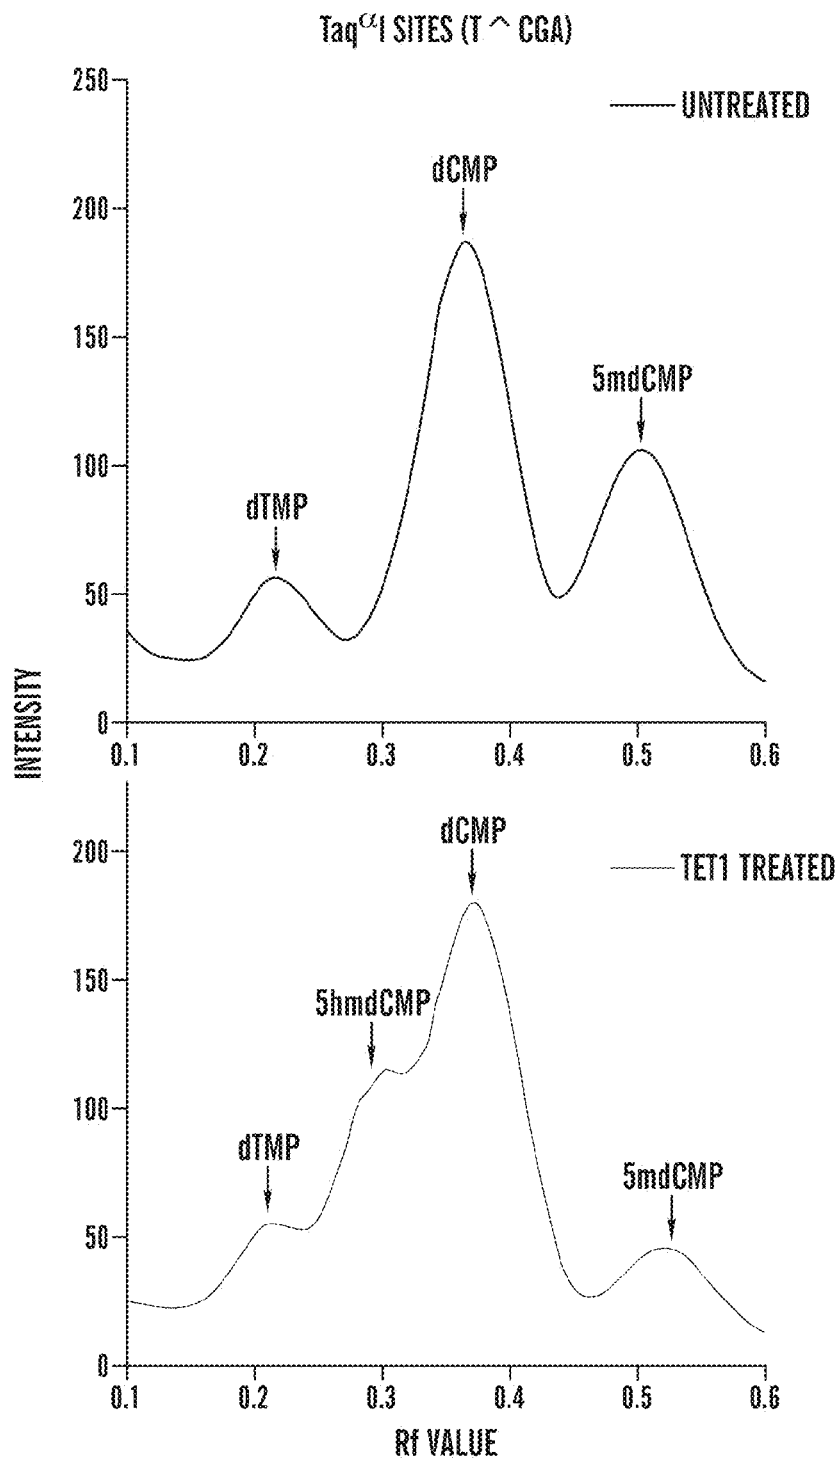 Taq^αI SITES (T ^ CGA)
250
UNTREATED
dCMP
200
150
5mdCMP
100
dTMP
50
0
0.1 0.2 0.3 0.4 0.5 0.6
INTENSITY
dCMP
200
TET1 TREATED
150
5hmdCMP
100
dTMP
5mdCMP
50
0
0.1 0.2 0.3 0.4 0.5 0.6
Rf VALUE